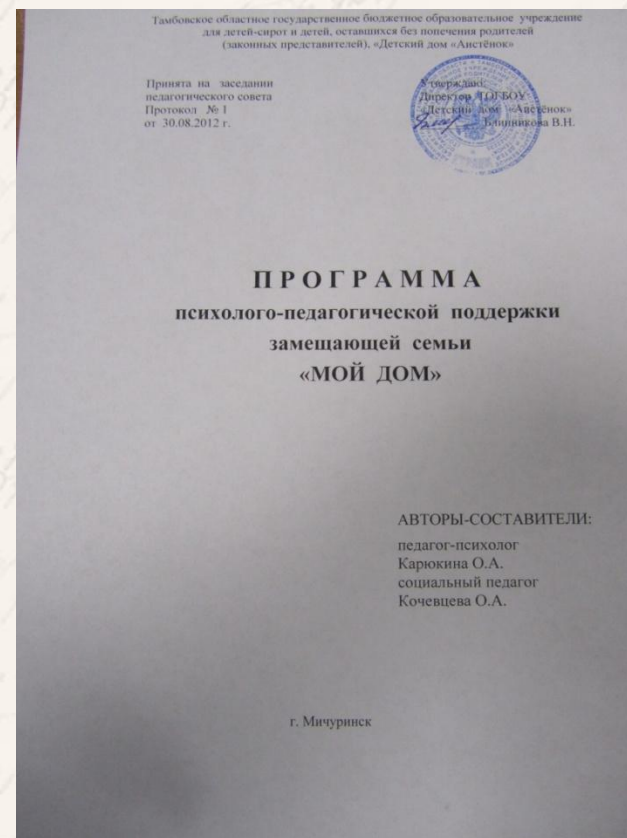 Тамбовское областное государственное бюджетное образовательное учреждение
для детей-сирот и детей, оставшихся без попечения родителей
(законных представителей), «Детский дом «Аистёнок»
Принята на заседании
педагогического совета
Протокол № 1
от 30.08.2012 г.
Утверждаю:
Директор ТОГБОУ
«Детский дом «Аистёнок»
Блинникова В.Н.
ПРОГРАММА
психолого-педагогической поддержки
замещающей семьи
«МОЙ ДОМ»
АВТОРЫ-СОСТАВИТЕЛИ:
педагог-психолог
Карюкина О.А.
социальный педагог
Кочевцева О.А.
г. Мичуринск